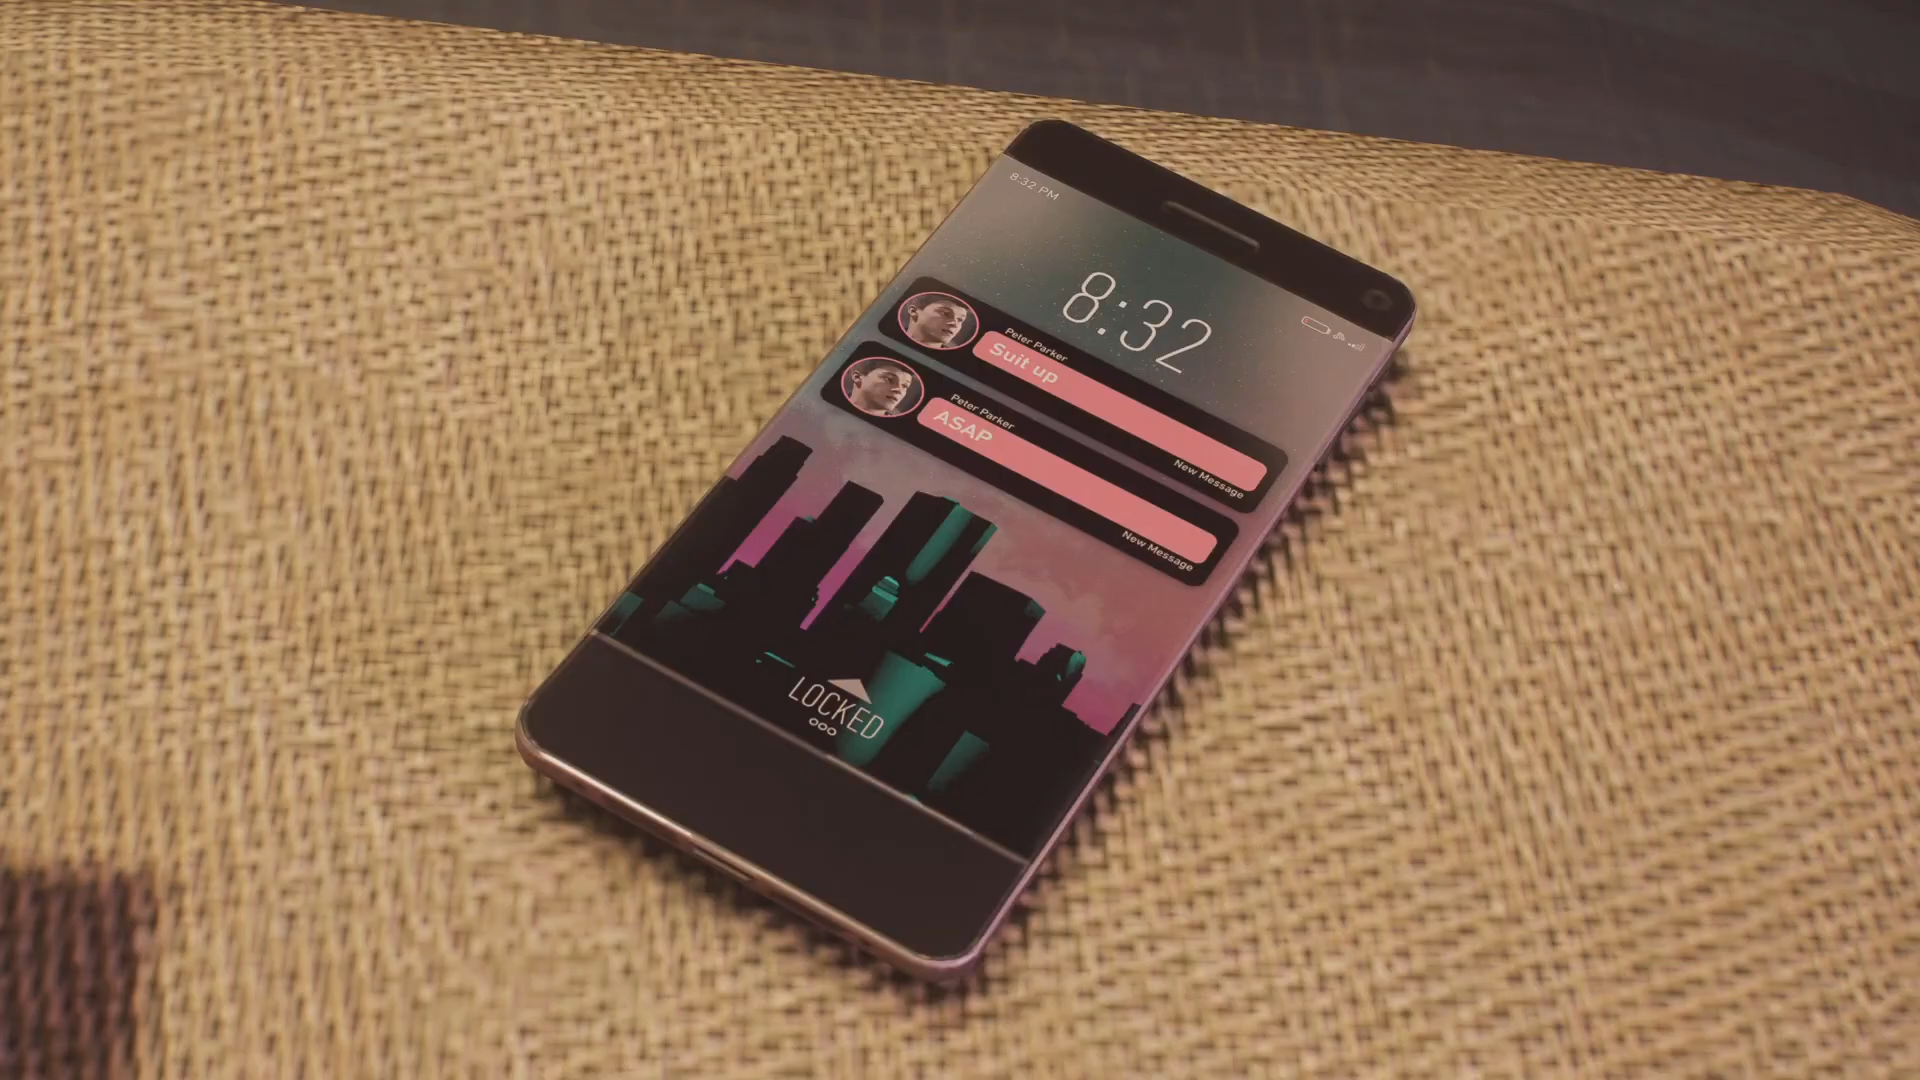 8:32 PM
8:32
Peter Parker
Suit up
New Message
Peter Parker
ASAP
New Message
LOCKED